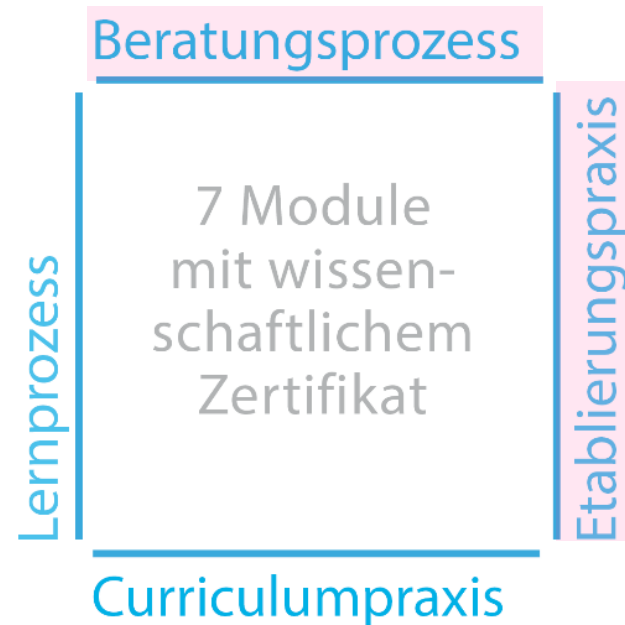 Beratungsprozess
Etablierungspraxis
7 Module
mit wissen-
schaftlichem
Zertifikat
Lernprozess
Curriculumpraxis